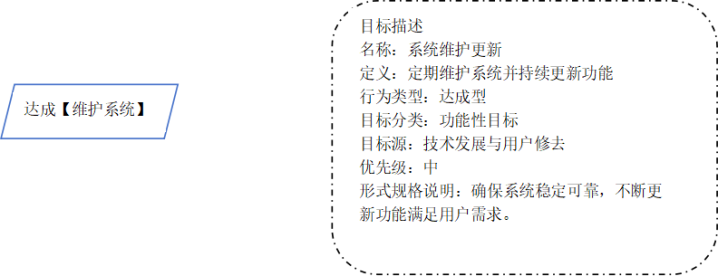 达成【维护系统】
目标描述
名称：系统维护更新
定义：定期维护系统并持续更新功能
行为类型：达成型
目标分类：功能性目标
目标源：技术发展与用户修去
优先级：中
形式规格说明：确保系统稳定可靠，不断更
新功能满足用户需求。